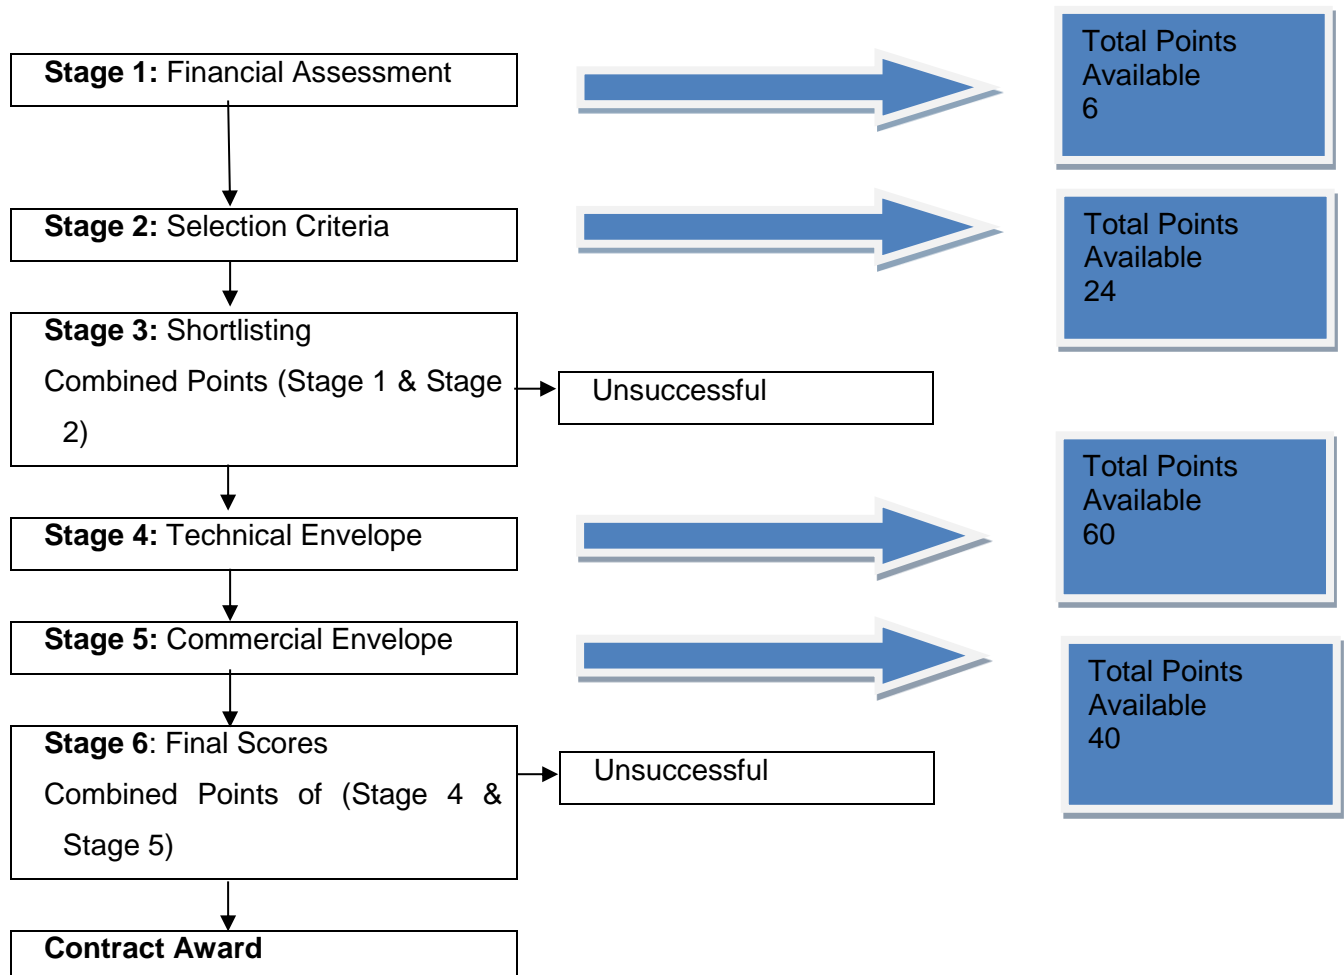 Stage 1: Financial Assessment
Total Points
Available
6
Stage 2: Selection Criteria
Total Points
Available
24
Stage 3: Shortlisting
Combined Points (Stage 1 & Stage
2)
Unsuccessful
Total Points
Available
60
Stage 4: Technical Envelope
Stage 5: Commercial Envelope
Total Points
Available
40
Stage 6: Final Scores
Combined Points of (Stage 4 &
Stage 5)
Unsuccessful
Contract Award